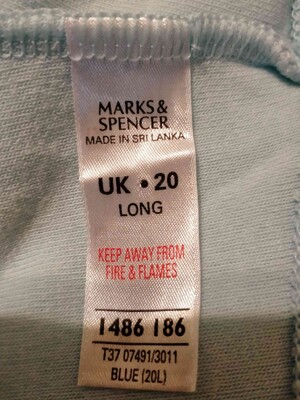 MARKS &
SPENCER
MADE IN SRI LANKA
UK • 20
LONG
KEEP AWAY FROM
FIRE & FLAMES
1486 186
T37 07491/3011
BLUE (20L)